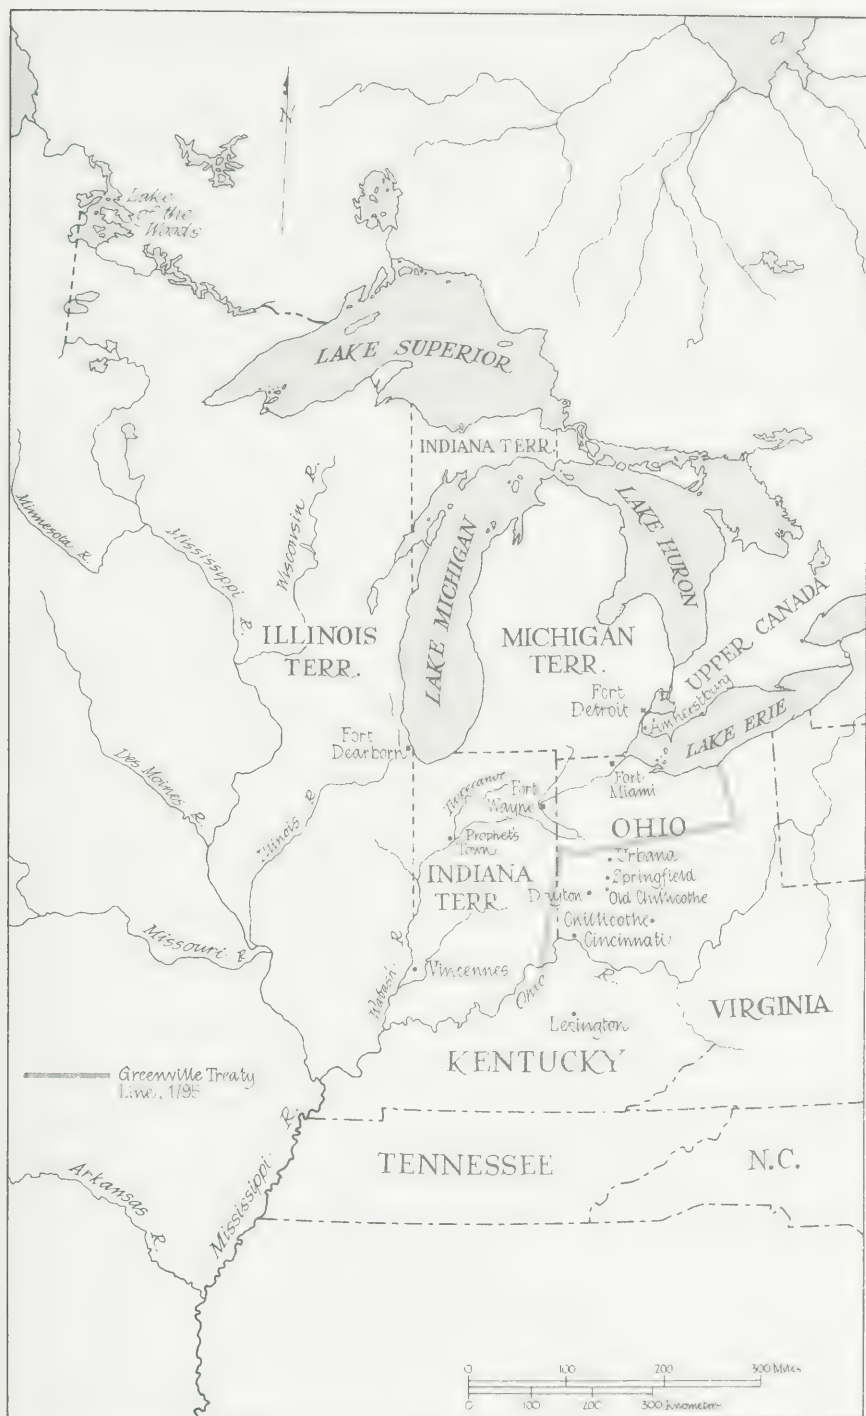 N
Lake
of the
Woods
LAKE SUPERIOR
INDIANA TERR.
Minnesota R.
Mississippi R.
Wisconsin R.
LAKE MICHIGAN
LAKE HURON
ILLINOIS
TERR.
MICHIGAN
TERR.
UPPER CANADA
Fort
Detroit
Amherstburg
LAKE ERIE
Fort
Dearborn
Des Moines R.
Illinois R.
Tippecanoe
Fort
Wayne
Fort
Miami
Prophet's
Town
OHIO
Urbana
Springfield
Old Chillicothe
Dayton
Chillicothe
Cincinnati
INDIANA
TERR.
Missouri R.
Wabash R.
Vincennes
Ohio R.
Lexington
VIRGINIA
KENTUCKY
Greenville Treaty
Line, 1795
TENNESSEE
N.C.
Arkansas R.
Mississippi R.
0 100 200 300 Miles
0 100 200 300 Kilometers